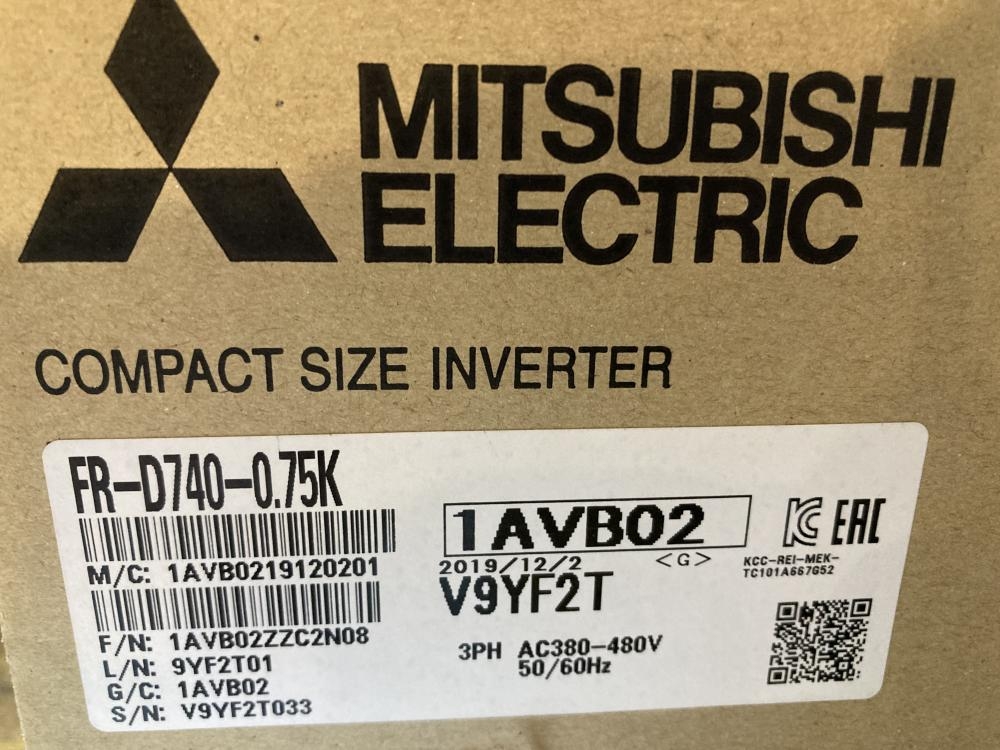 MITSUBISHI
ELECTRIC
COMPACT SIZE INVERTER
FR-D740-0.75K
M/C: 1AVB0219120201
F/N: 1AVB02ZZC2N08
L/N: 9YF2T01
G/C: 1AVB02
S/N: V9YF2T033
1AVB02
2019/12/2 <G>
V9YF2T
3PH AC380-480V
50/60Hz
KC EAC
KCC-REI-MEK-
TC101A667G52